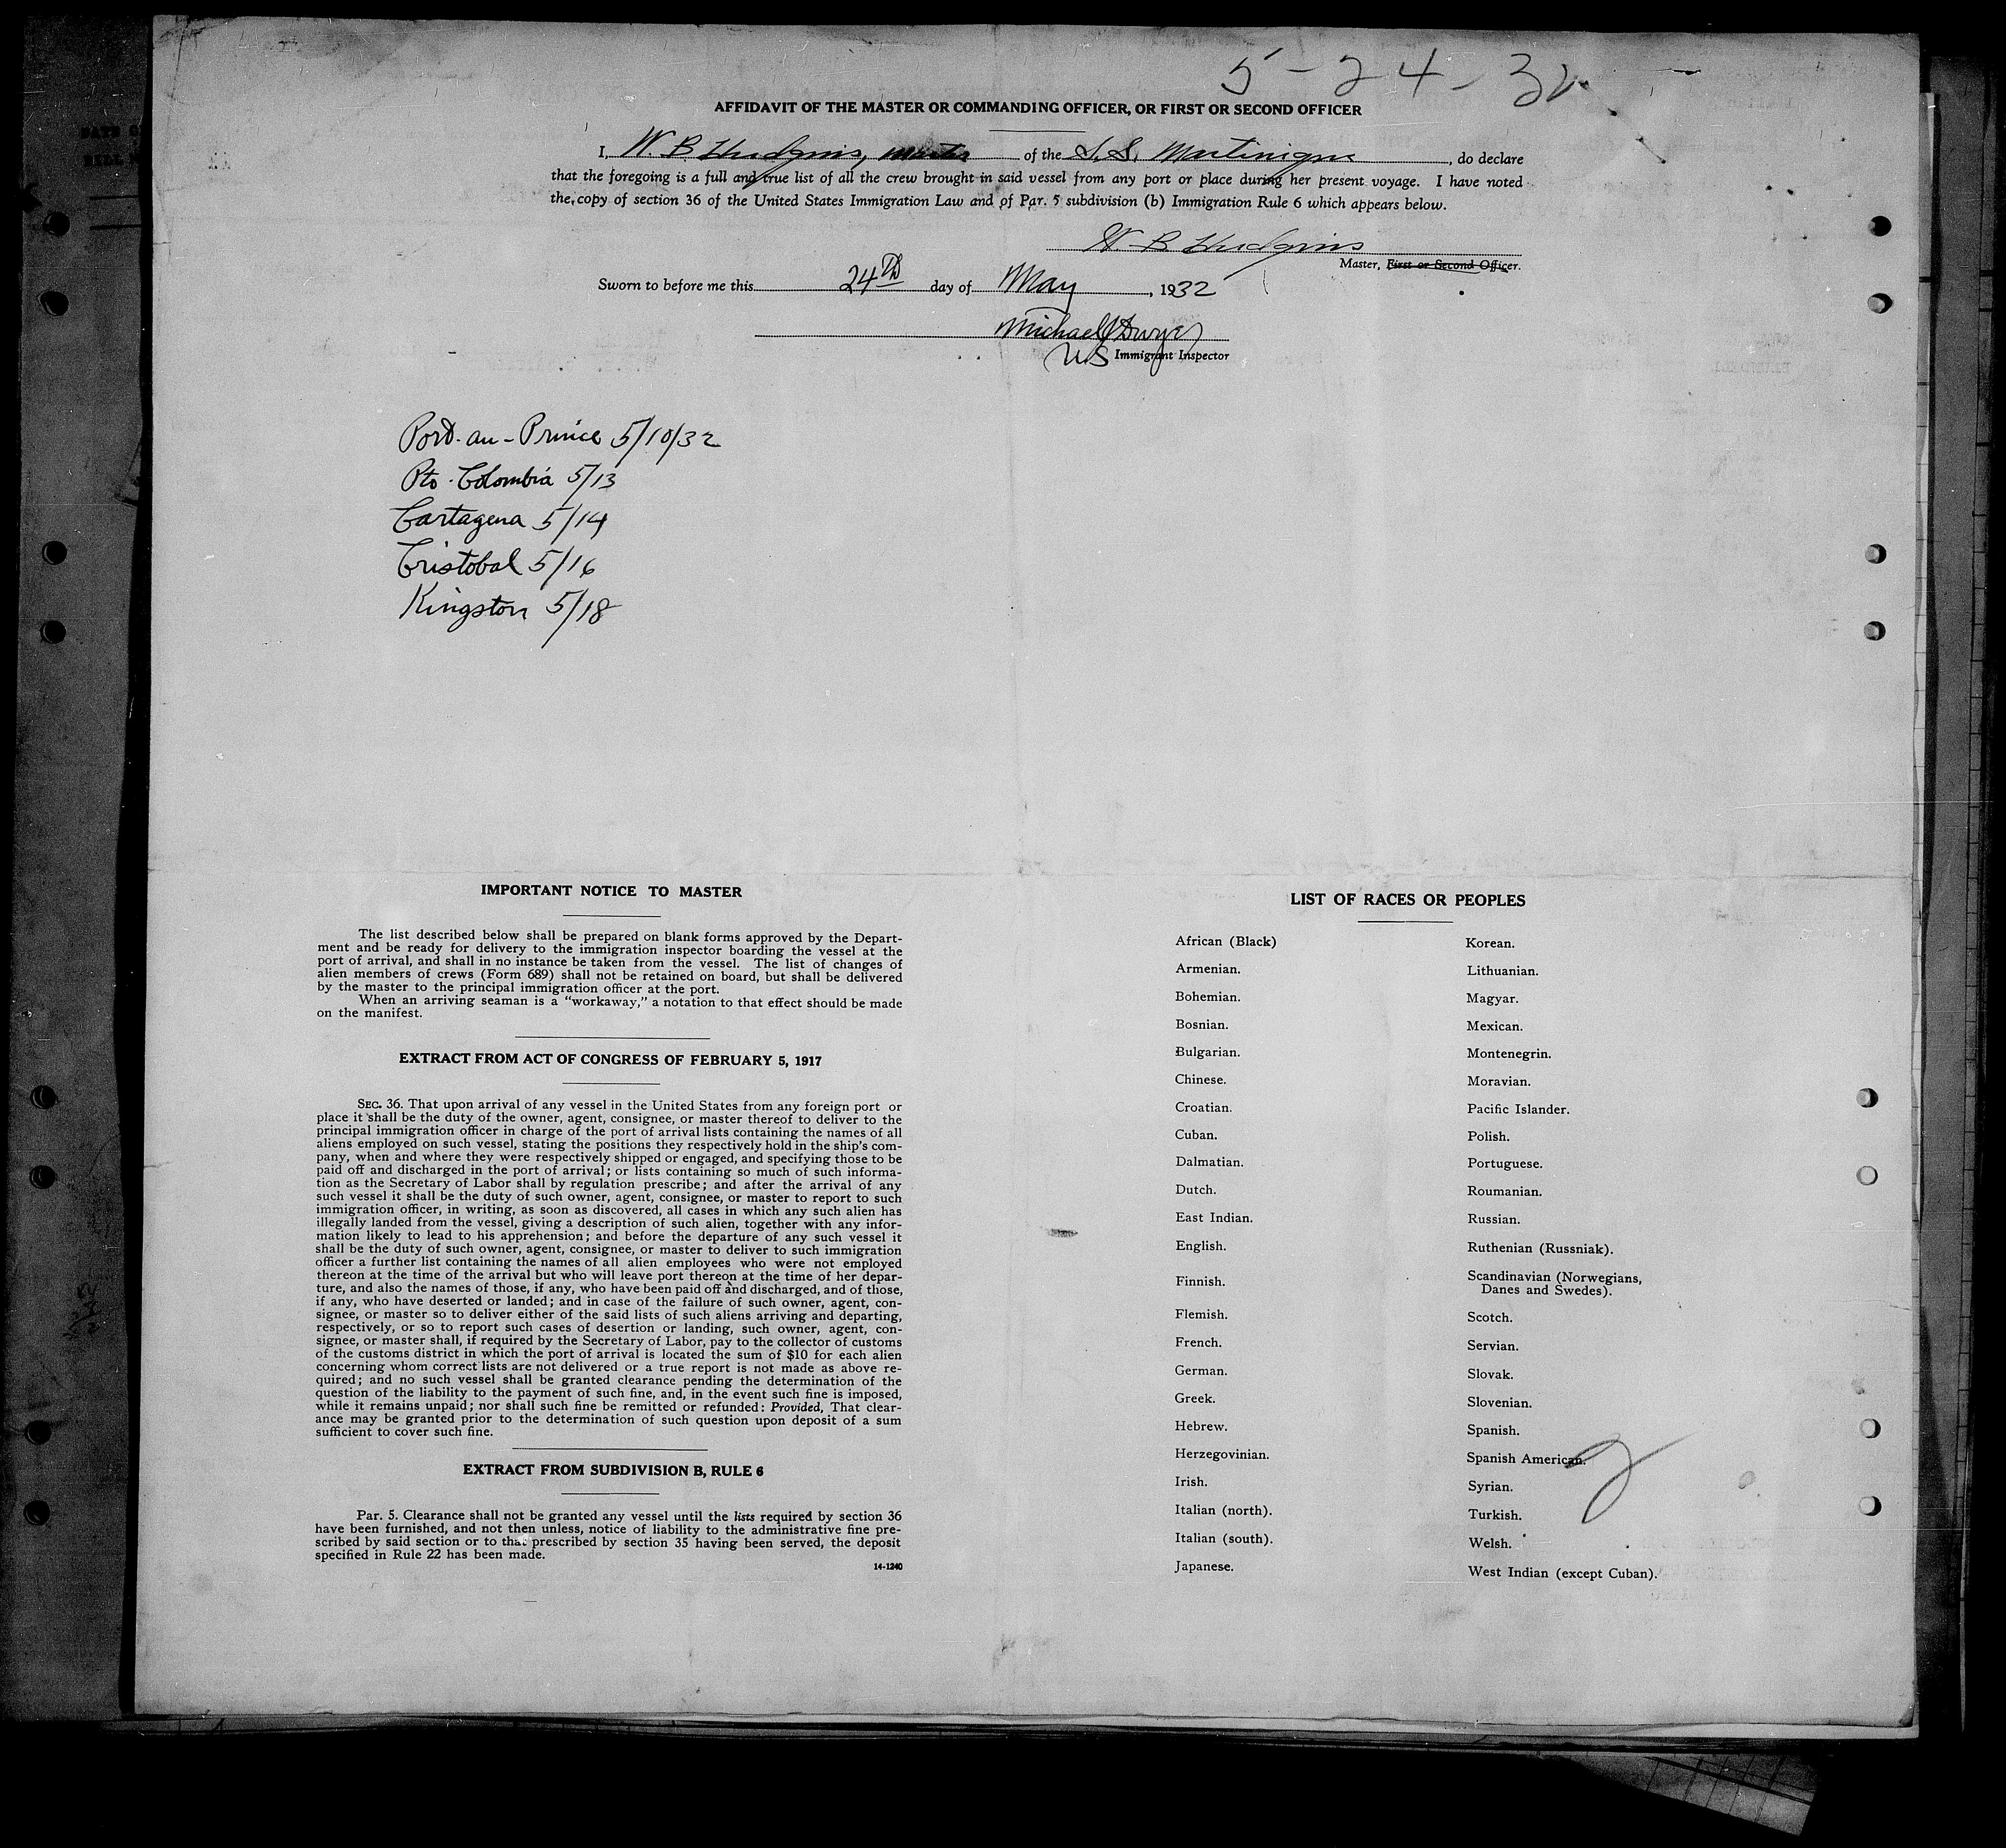 5-24-32
AFFIDAVIT OF THE MASTER OR COMMANDING OFFICER, OR FIRST OR SECOND OFFICER
I, W. B. Hudgins, Master of the S.S. Martinique, do declare
that the foregoing is a full and true list of all the crew brought in said vessel from any port or place during her present voyage. I have noted
the copy of section 36 of the United States Immigration Law and of Par. 5 subdivision (b) Immigration Rule 6 which appears below.
W. B. Hudgins
Master, First or Second Officer.
Sworn to before me this 24th day of May, 1932
Michael J Dwyer
US Immigrant Inspector
Port-au-Prince 5/10/32
Pto. Colombia 5/13
Cartagena 5/14
Cristobal 5/16
Kingston 5/18
IMPORTANT NOTICE TO MASTER
The list described below shall be prepared on blank forms approved by the Depart-
ment and be ready for delivery to the immigration inspector boarding the vessel at the
port of arrival, and shall in no instance be taken from the vessel. The list of changes of
alien members of crews (Form 689) shall not be retained on board, but shall be delivered
by the master to the principal immigration officer at the port.
When an arriving seaman is a "workaway," a notation to that effect should be made
on the manifest.
EXTRACT FROM ACT OF CONGRESS OF FEBRUARY 5, 1917
SEC. 36. That upon arrival of any vessel in the United States from any foreign port or
place it shall be the duty of the owner, agent, consignee, or master thereof to deliver to the
principal immigration officer in charge of the port of arrival lists containing the names of all
aliens employed on such vessel, stating the positions they respectively hold in the ship's com-
pany, when and where they were respectively shipped or engaged, and specifying those to be
paid off and discharged in the port of arrival; or lists containing so much of such informa-
tion as the Secretary of Labor shall by regulation prescribe; and after the arrival of any
such vessel it shall be the duty of such owner, agent, consignee, or master to report to such
immigration officer, in writing, as soon as discovered, all cases in which any such alien has
illegally landed from the vessel, giving a description of such alien, together with any infor-
mation likely to lead to his apprehension; and before the departure of any such vessel it
shall be the duty of such owner, agent, consignee, or master to deliver to such immigration
officer a further list containing the names of all alien employees who were not employed
thereon at the time of the arrival but who will leave port thereon at the time of her depar-
ture, and also the names of those, if any, who have been paid off and discharged, and of those,
if any, who have deserted or landed; and in case of the failure of such owner, agent, con-
signee, or master so to deliver either of the said lists of such aliens arriving and departing,
respectively, or so to report such cases of desertion or landing, such owner, agent, con-
signee, or master shall, if required by the Secretary of Labor, pay to the collector of customs
of the customs district in which the port of arrival is located the sum of $10 for each alien
concerning whom correct lists are not delivered or a true report is not made as above re-
quired; and no such vessel shall be granted clearance pending the determination of the
question of the liability to the payment of such fine, and, in the event such fine is imposed,
while it remains unpaid; nor shall such fine be remitted or refunded: Provided, That clear-
ance may be granted prior to the determination of such question upon deposit of a sum
sufficient to cover such fine.
EXTRACT FROM SUBDIVISION B, RULE 6
Par. 5. Clearance shall not be granted any vessel until the lists required by section 36
have been furnished, and not then unless, notice of liability to the administrative fine pre-
scribed by said section or to that prescribed by section 35 having been served, the deposit
specified in Rule 22 has been made.
14-1240
LIST OF RACES OR PEOPLES
African (Black)
Armenian.
Bohemian.
Bosnian.
Bulgarian.
Chinese.
Croatian.
Cuban.
Dalmatian.
Dutch.
East Indian.
English.
Finnish.
Flemish.
French.
German.
Greek.
Hebrew.
Herzegovinian.
Irish.
Italian (north).
Italian (south).
Japanese.
Korean.
Lithuanian.
Magyar.
Mexican.
Montenegrin.
Moravian.
Pacific Islander.
Polish.
Portuguese.
Roumanian.
Russian.
Ruthenian (Russniak).
Scandinavian (Norwegians,
Danes and Swedes).
Scotch.
Servian.
Slovak.
Slovenian.
Spanish.
Spanish American.
Syrian.
Turkish.
Welsh.
West Indian (except Cuban).
2